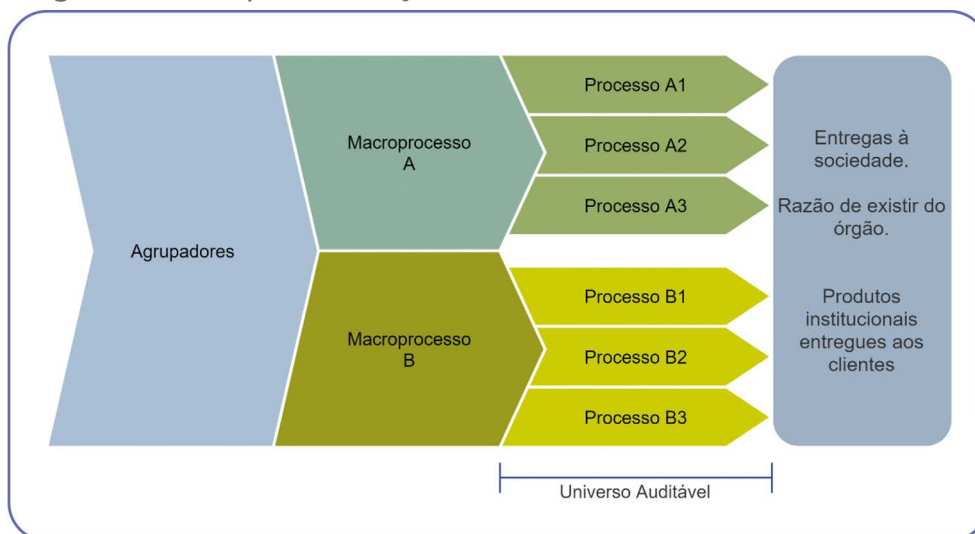 Agrupadores
Macroprocesso
A
Macroprocesso
B
Processo A1
Processo A2
Processo A3
Processo B1
Processo B2
Processo B3
Entregas à
sociedade.
Razão de existir do
órgão.
Produtos
institucionais
entregues aos
clientes
Universo Auditável